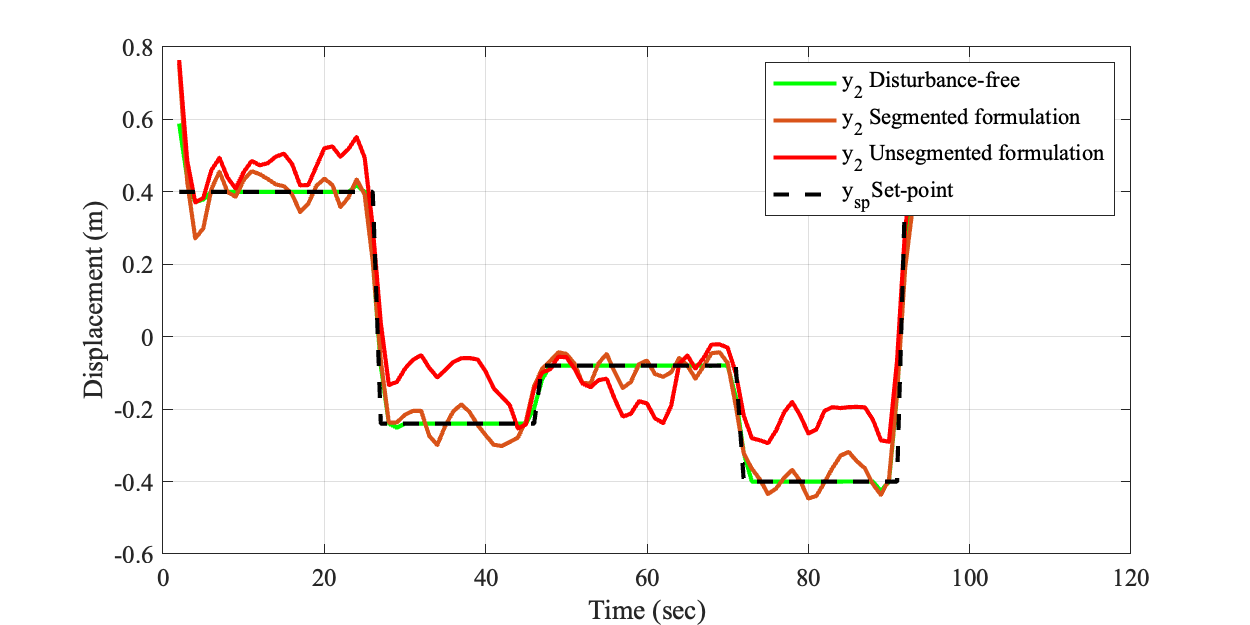 0.8
0.6
0.4
0.2
0
-0.2
-0.4
-0.6
Displacement (m)
0 20 40 60 80 100 120
Time (sec)
y2 Disturbance-free
y2 Segmented formulation
y2 Unsegmented formulation
ysp Set-point